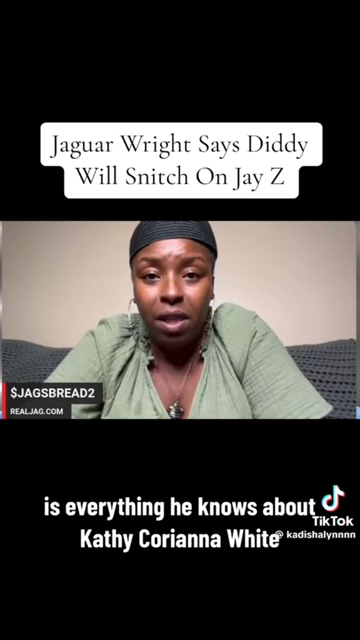 Jaguar Wright Says Diddy
Will Snitch On Jay Z
$JAGSBREAD2
REALJAG.COM
is everything he knows about
Kathy Corianna White
TikTok
@ kadishalynnnn